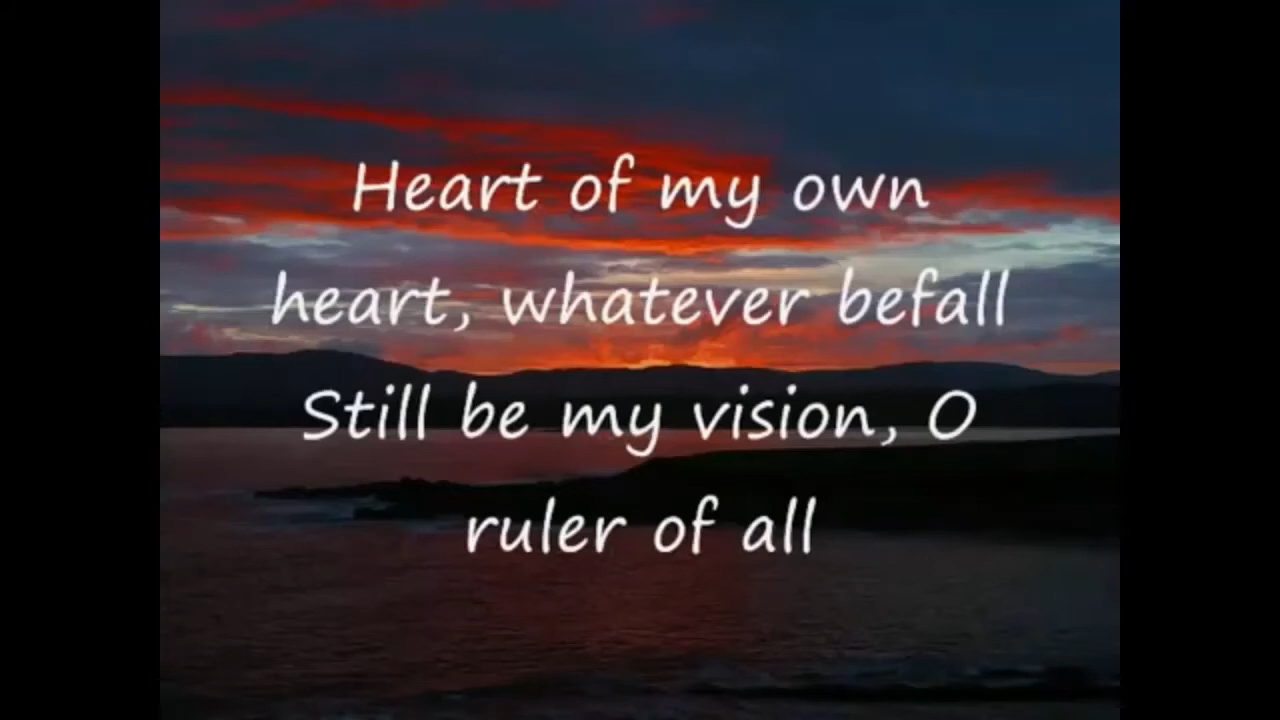 Heart of my own
heart, whatever befall
Still be my vision, O
ruler of all